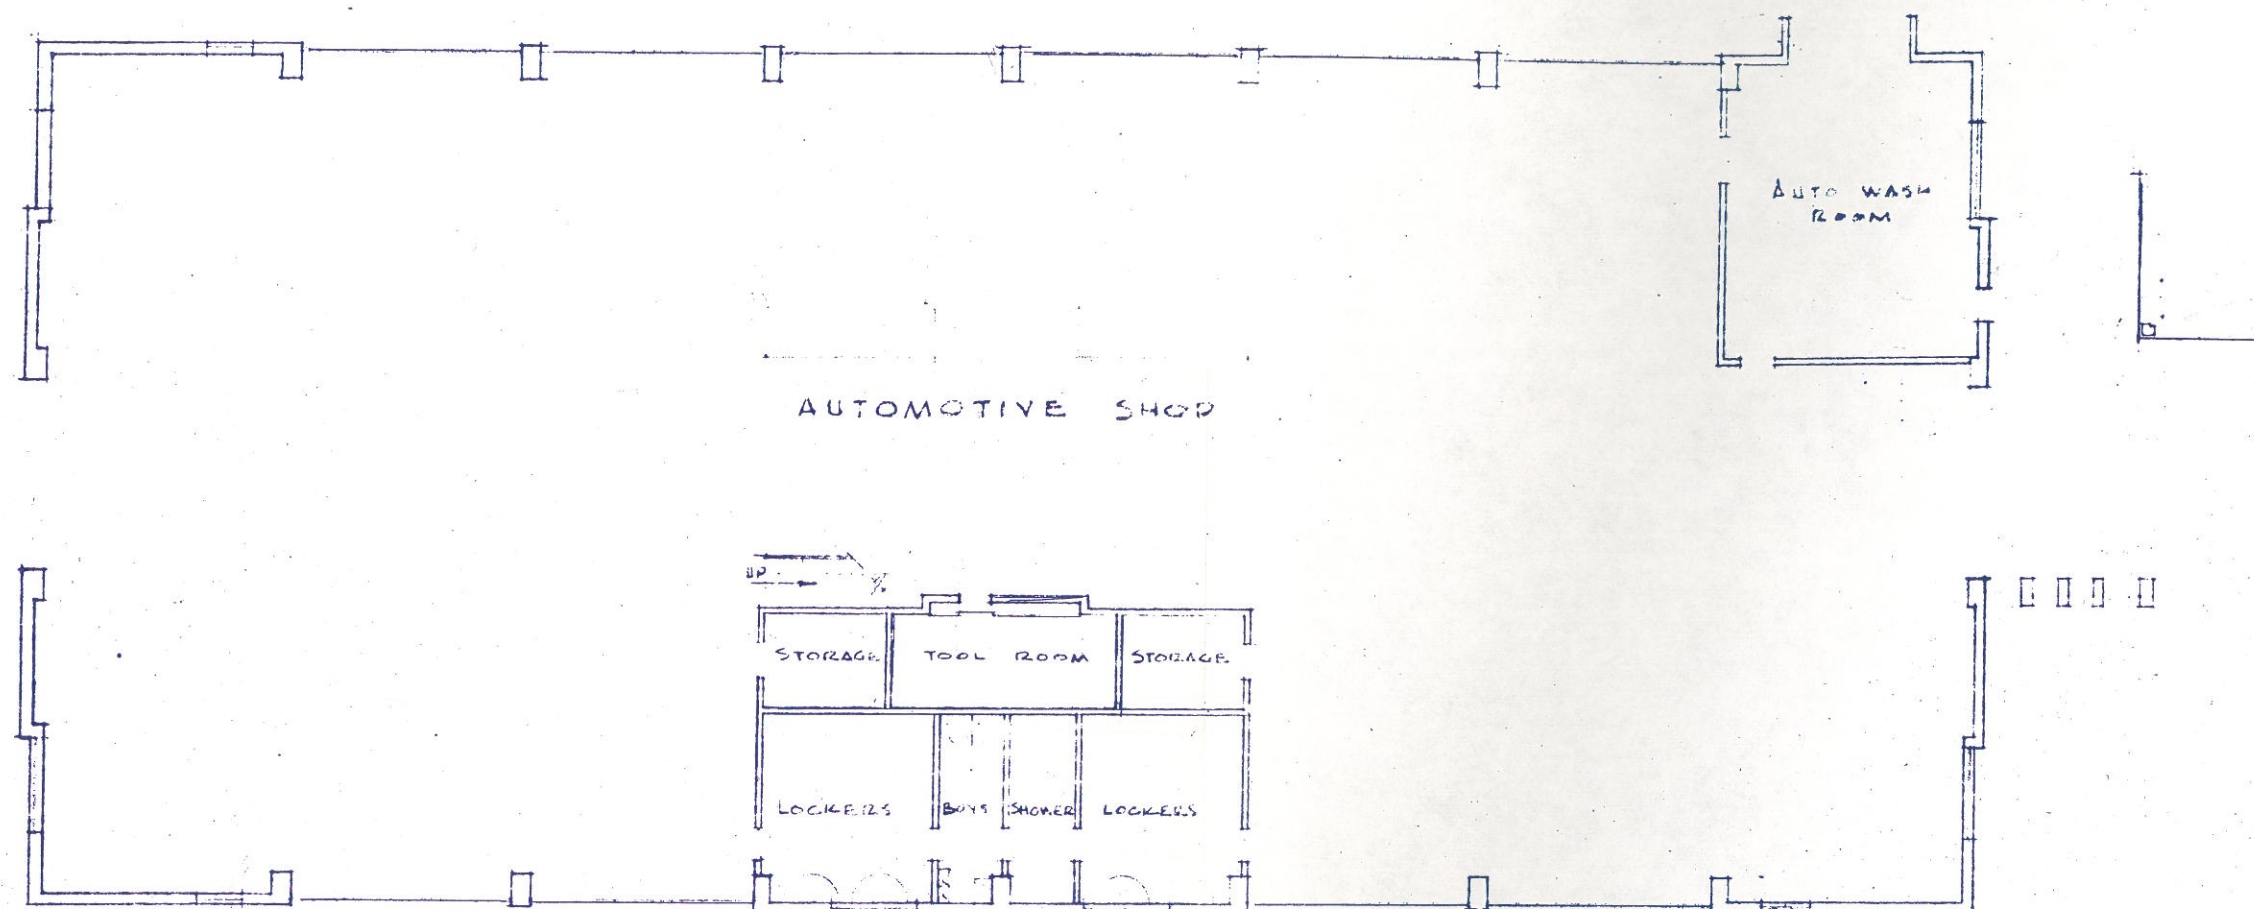 AUTO WASH
ROOM
AUTOMOTIVE SHOP
UP
STORAGE
TOOL ROOM
STORAGE
LOCKERS
BOYS
SHOWER
LOCKERS